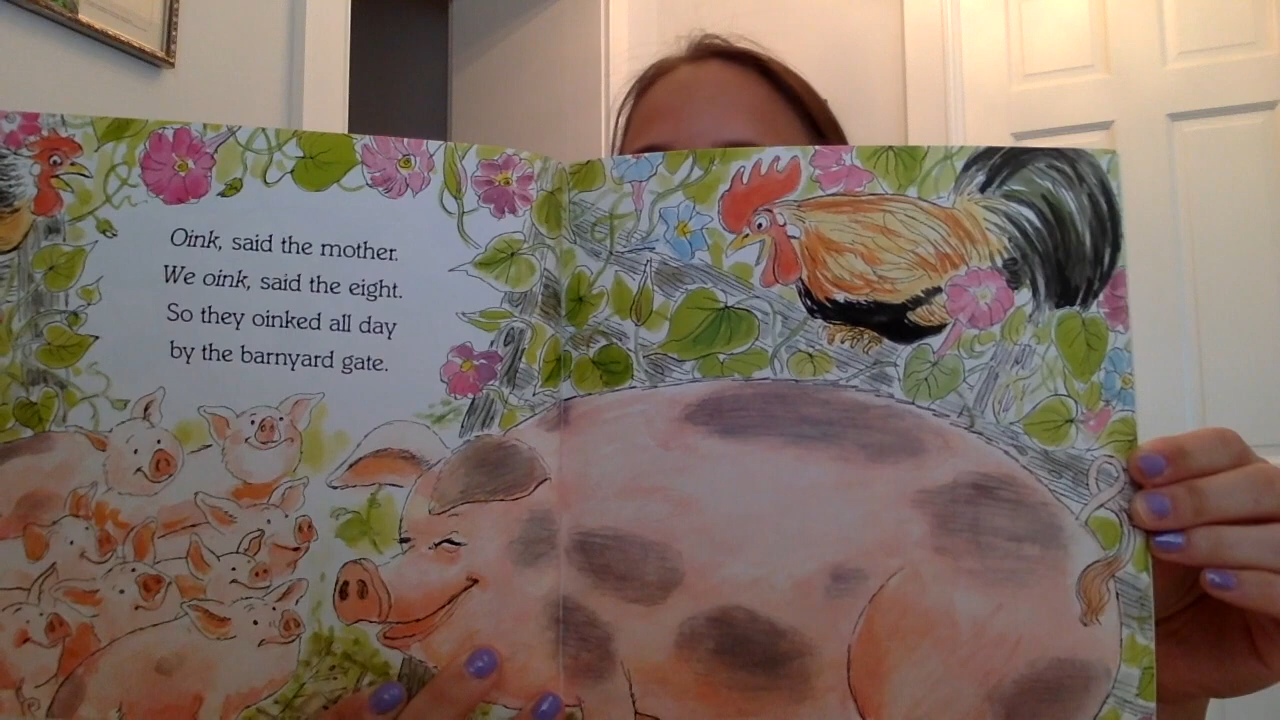 Oink, said the mother.
We oink, said the eight.
So they oinked all day
by the barnyard gate.